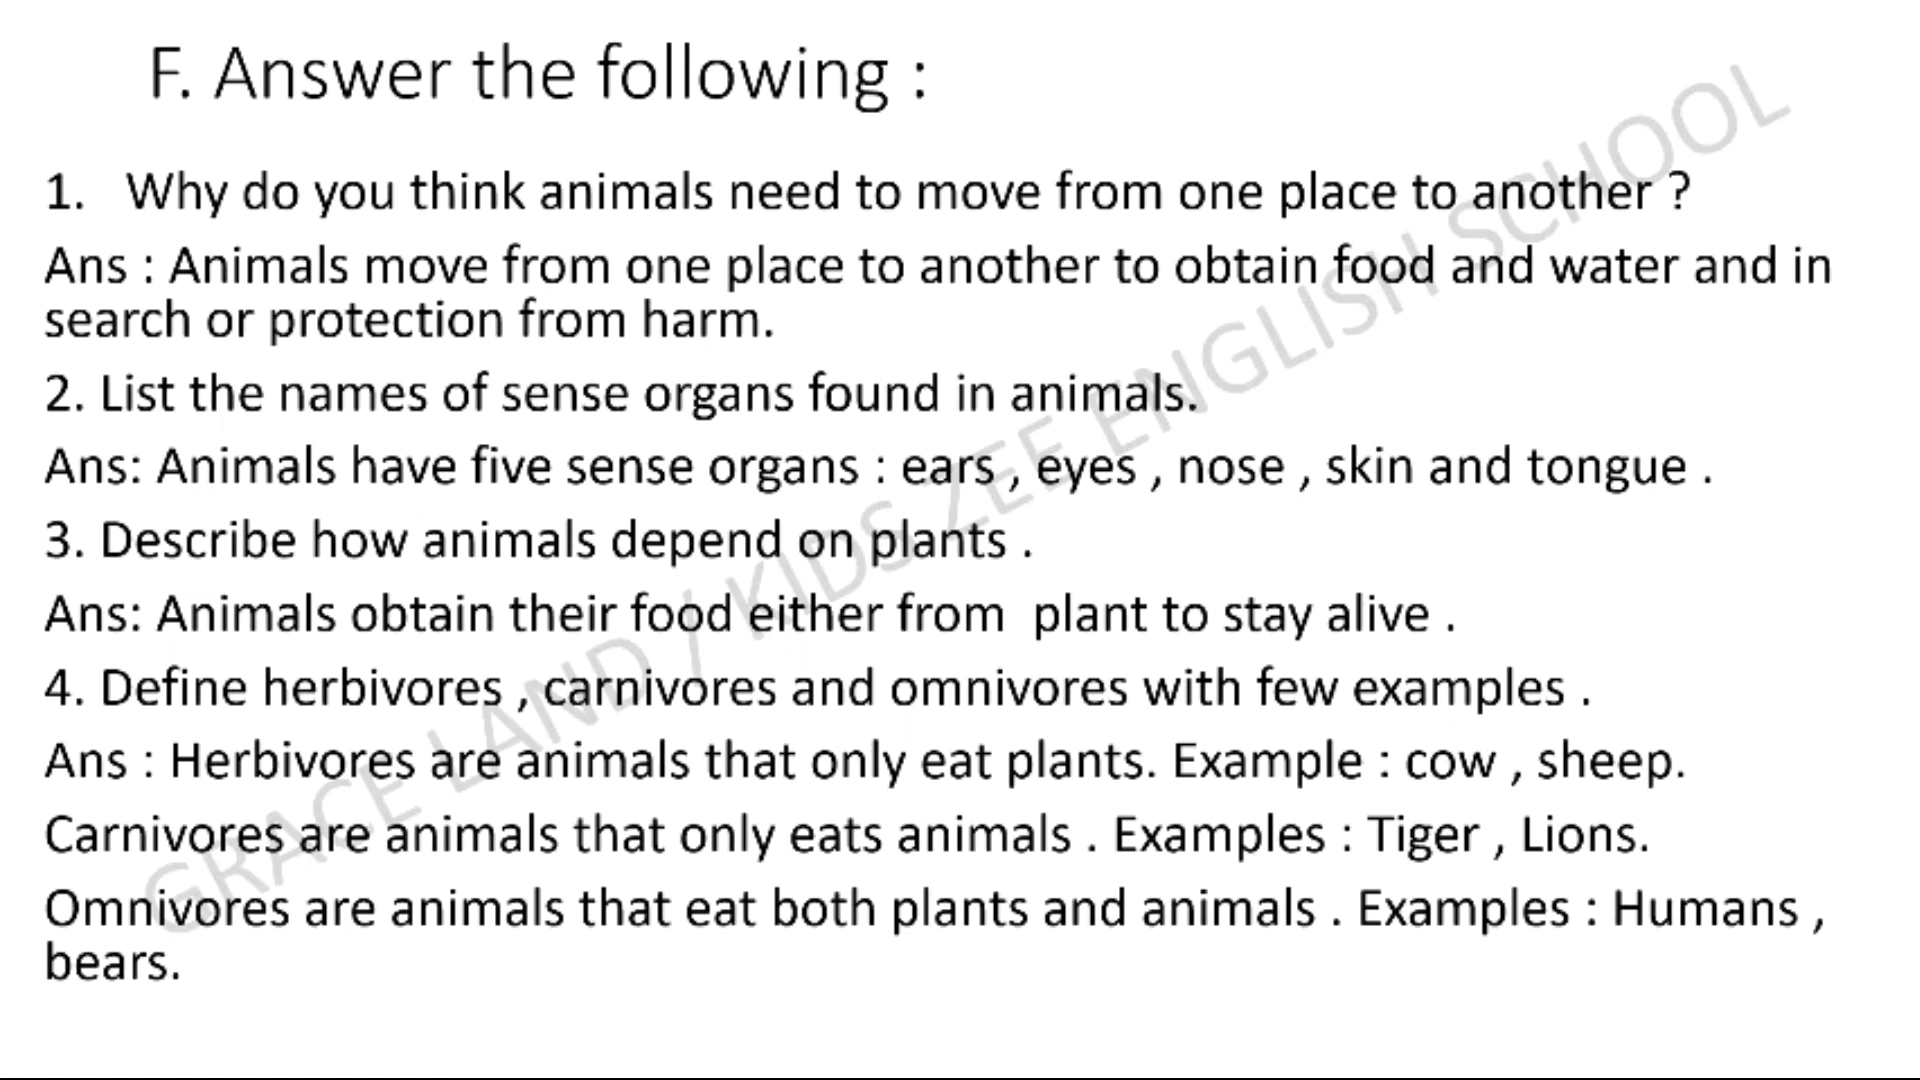 F. Answer the following :
1. Why do you think animals need to move from one place to another ?
Ans : Animals move from one place to another to obtain food and water and in
search or protection from harm.
2. List the names of sense organs found in animals.
Ans: Animals have five sense organs : ears , eyes , nose , skin and tongue .
3. Describe how animals depend on plants .
Ans: Animals obtain their food either from  plant to stay alive .
4. Define herbivores , carnivores and omnivores with few examples .
Ans : Herbivores are animals that only eat plants. Example : cow , sheep.
Carnivores are animals that only eats animals . Examples : Tiger , Lions.
Omnivores are animals that eat both plants and animals . Examples : Humans ,
bears.
GRACE LAND / KIDS ZEE ENGLISH SCHOOL